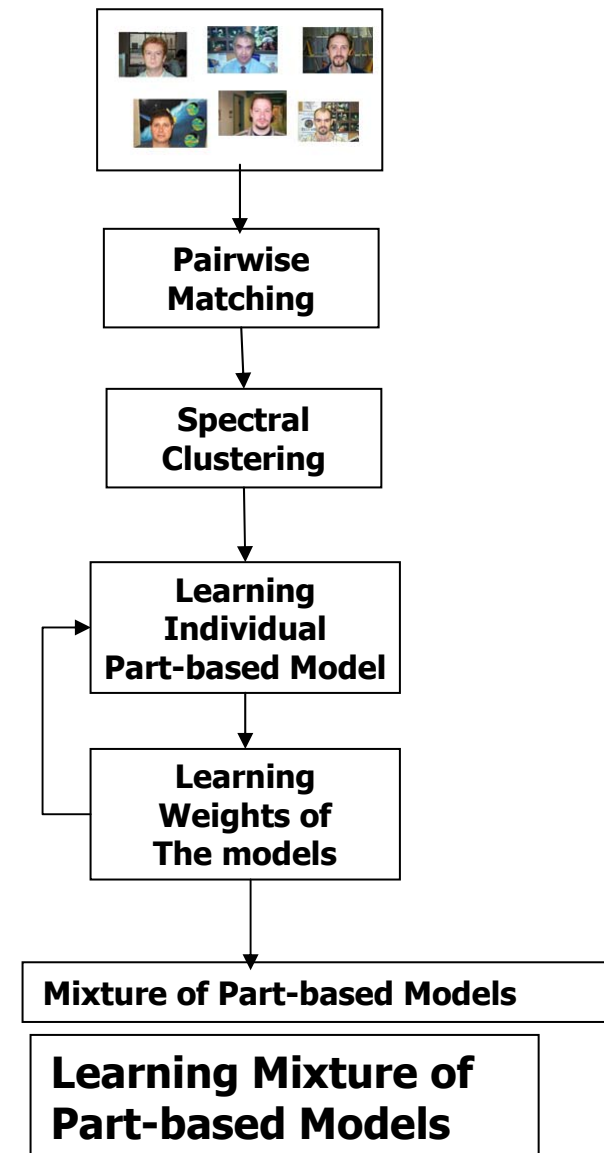 Pairwise
Matching
Spectral
Clustering
Learning
Individual
Part-based Model
Learning
Weights of
The models
Mixture of Part-based Models
Learning Mixture of
Part-based Models